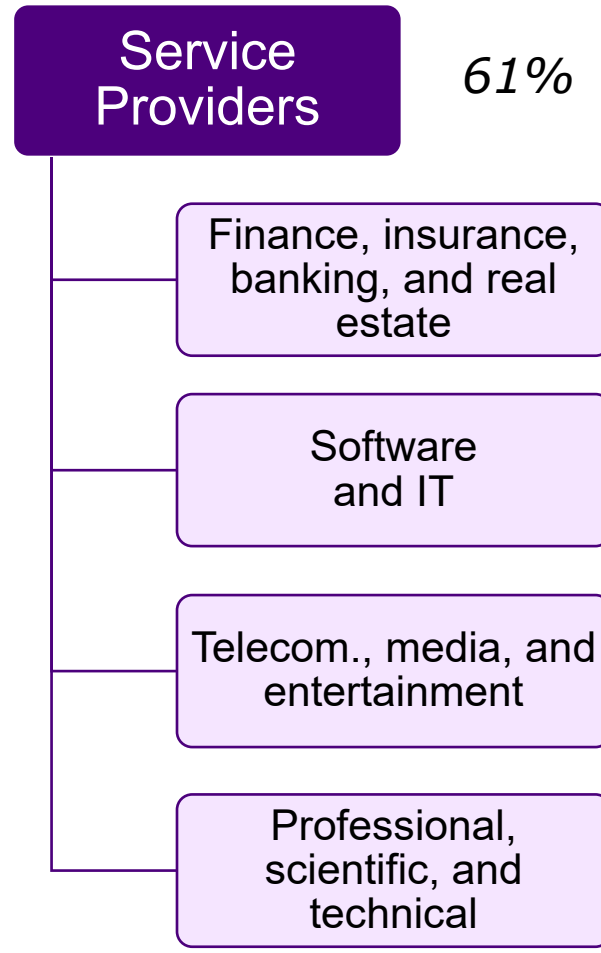 Service
Providers
61%
Finance, insurance,
banking, and real
estate
Software
and IT
Telecom., media, and
entertainment
Professional,
scientific, and
technical